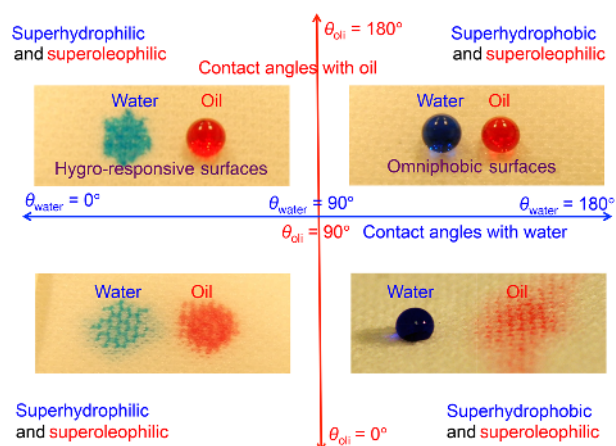 Superhydrophilic
and superoleophilic
θoli = 180°
Superhydrophobic
and superoleophilic
Contact angles with oil
Water Oil
Hygro-responsive surfaces
Water Oil
Omniphobic surfaces
θwater = 0°
θwater = 90°
θwater = 180°
θoli = 90°
Contact angles with water
Water Oil
Water Oil
Superhydrophilic
and superoleophilic
θoli = 0°
Superhydrophobic
and superoleophilic